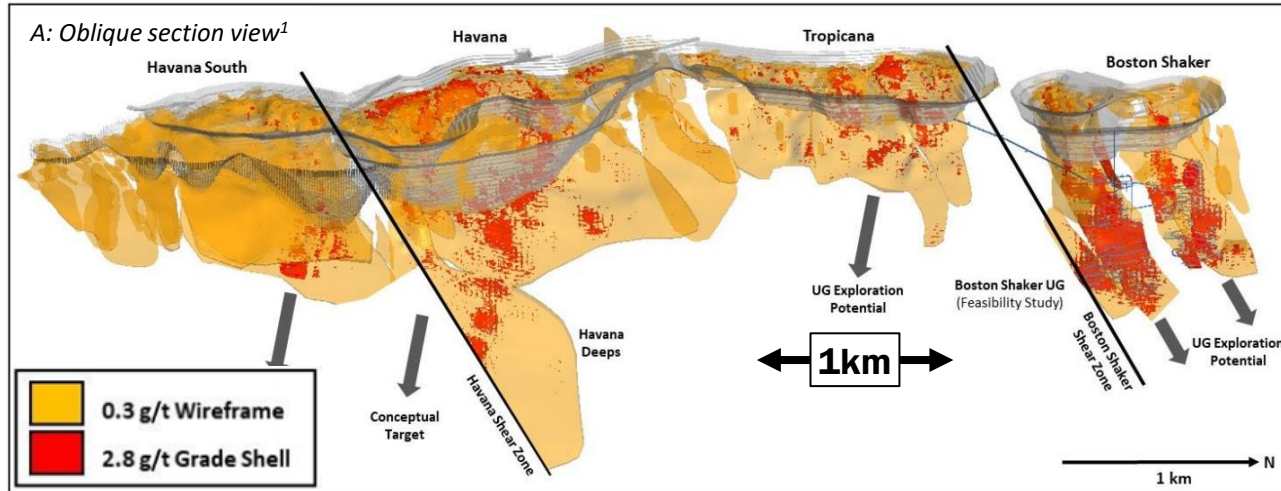 A: Oblique section view1
Havana South
Havana
Tropicana
Boston Shaker
UG Exploration
Potential
Boston Shaker UG
(Feasibility Study)
Boston Shaker
Shear Zone
UG Exploration
Potential
Havana
Deeps
1km
Conceptual
Target
Havana Shear Zone
0.3 g/t Wireframe
2.8 g/t Grade Shell
N
1 km